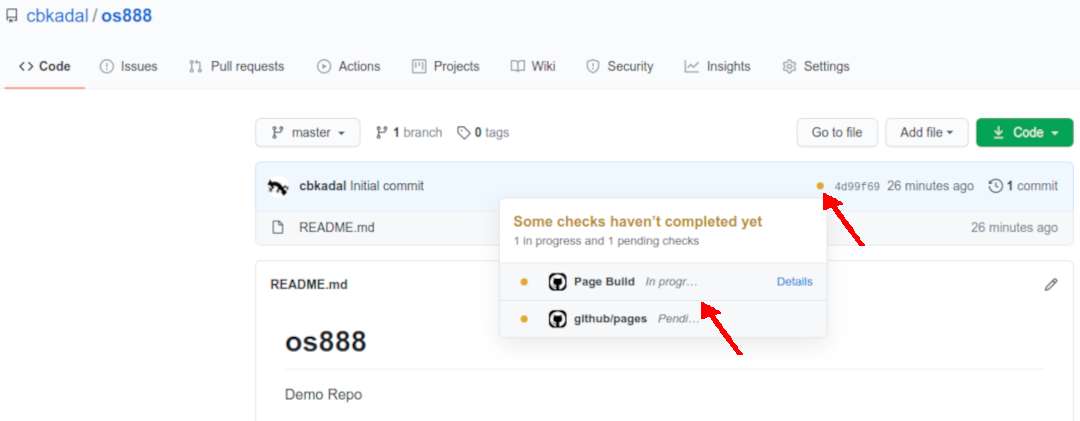 cbkadal / os888
Code Issues Pull requests Actions Projects Wiki Security Insights Settings
master 1 branch 0 tags Go to file Add file Code
cbkadal Initial commit 4d99f69 26 minutes ago 1 commit
README.md 26 minutes ago
Some checks haven't completed yet
1 in progress and 1 pending checks
Page Build In progr… Details
github/pages Pendi…
README.md
os888
Demo Repo